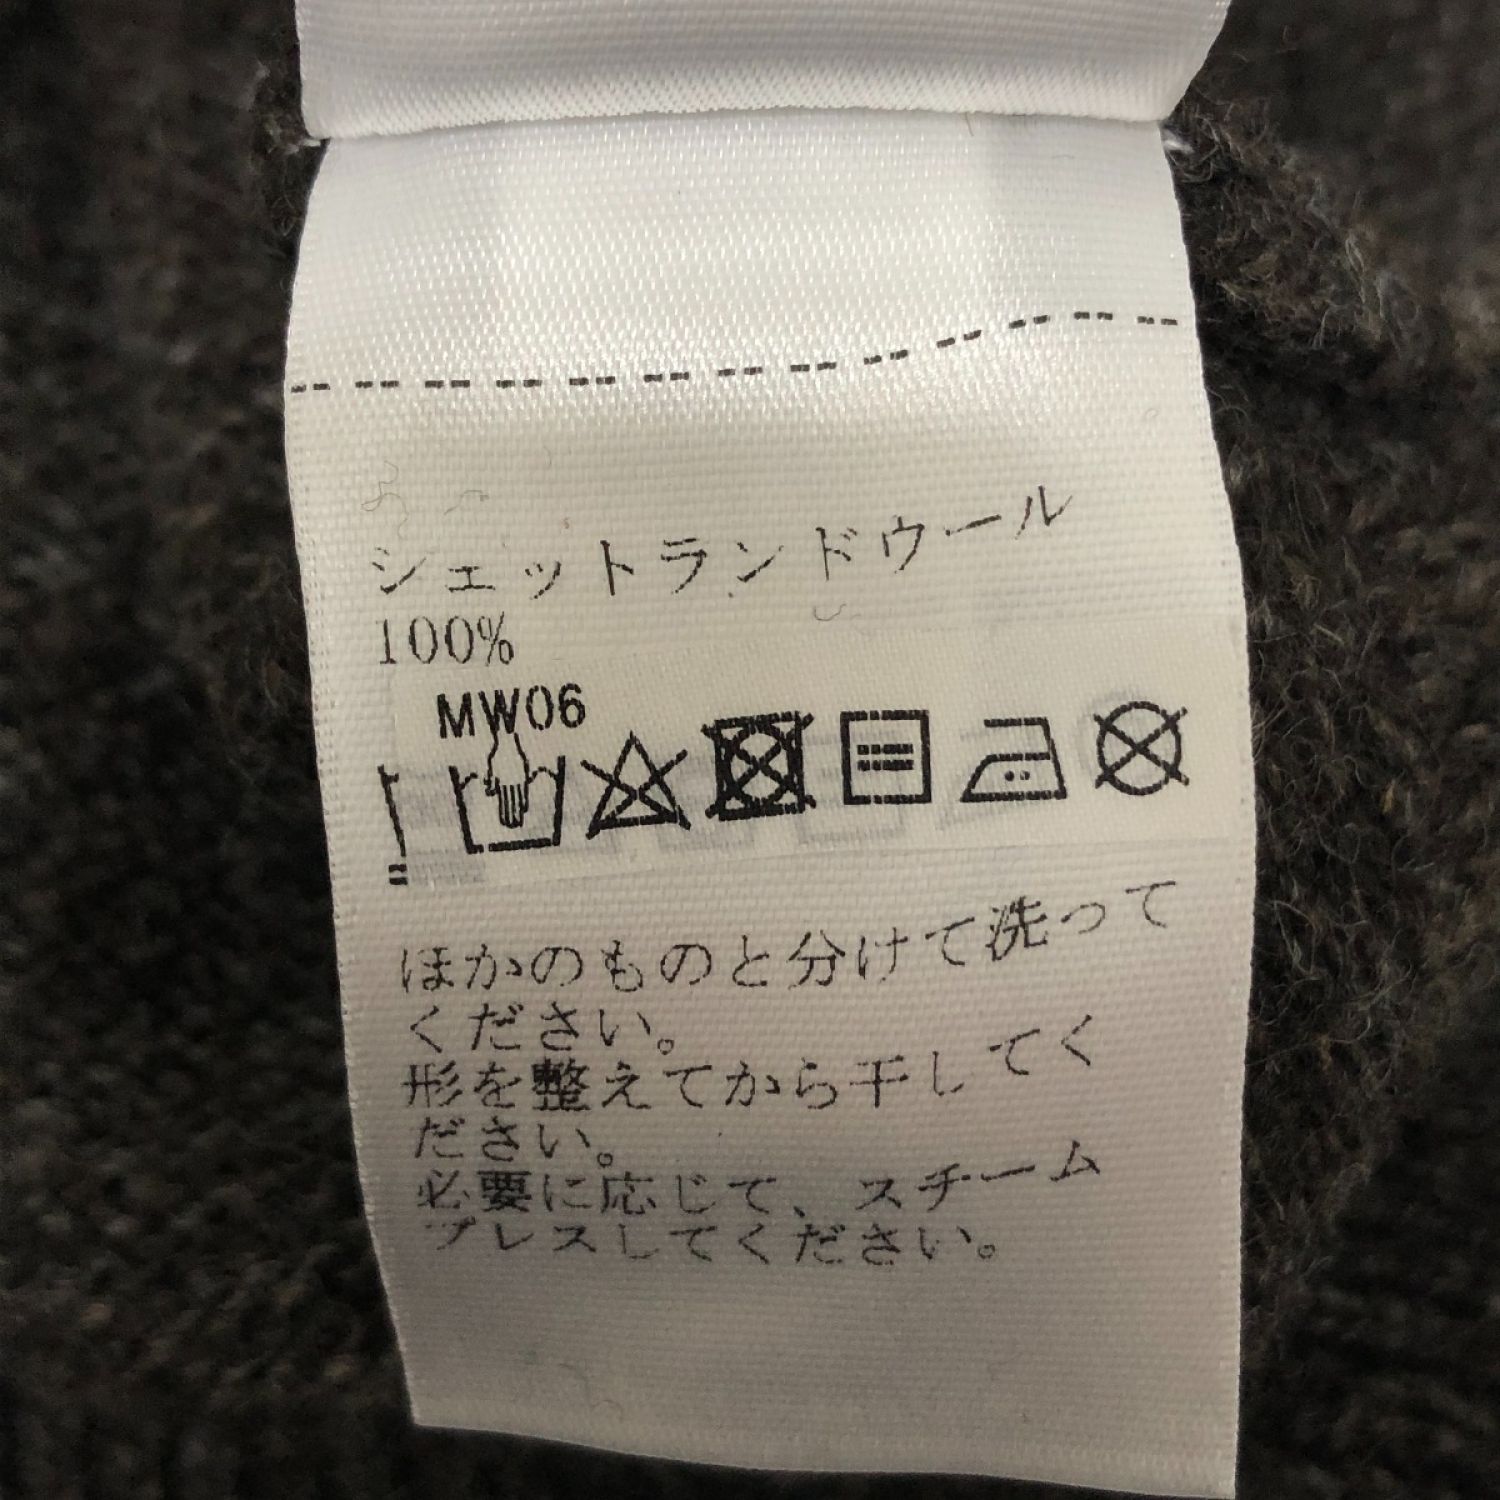 シェットランドウール
100%
MW06
ほかのものと分けて洗って
ください。
形を整えてから干してく
ださい。
必要に応じて、スチーム
プレスしてください。